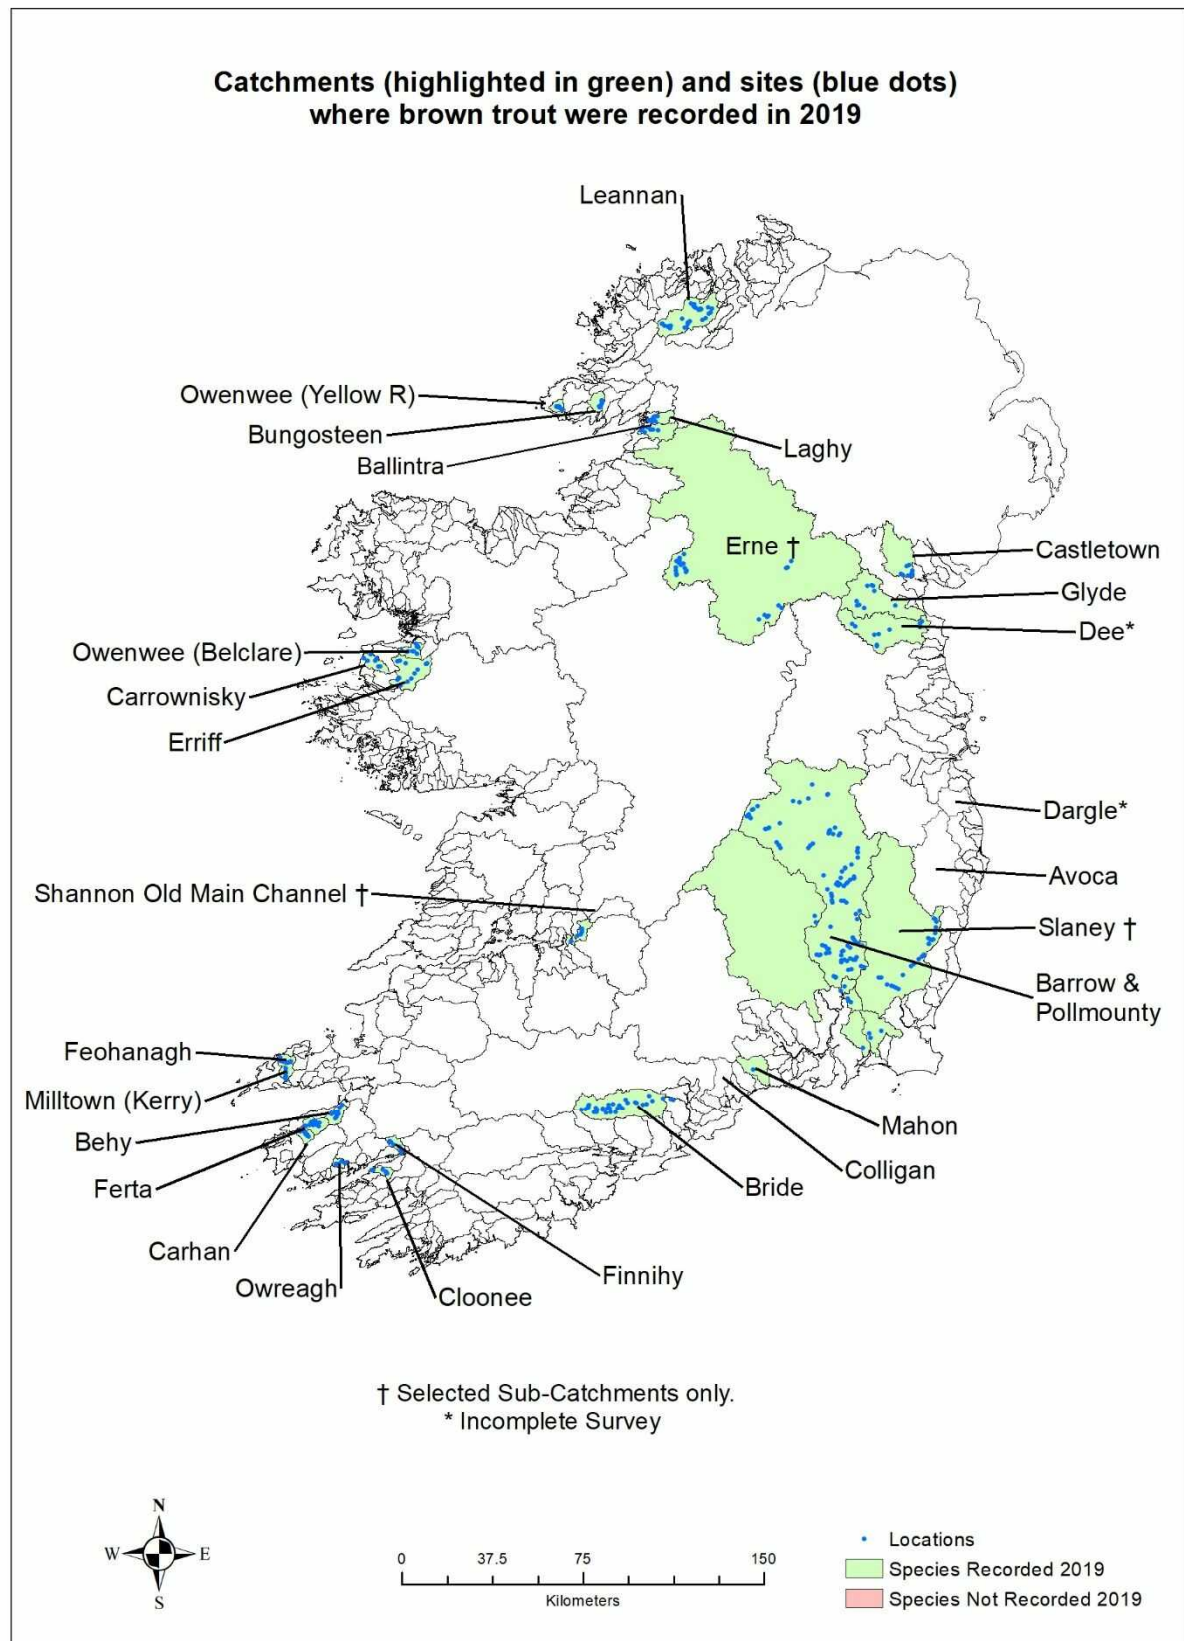 Catchments (highlighted in green) and sites (blue dots)
where brown trout were recorded in 2019
Leannan
Owenwee (Yellow R)
Bungosteen
Ballintra
Laghy
Erne †
Castletown
Glyde
Dee*
Owenwee (Belclare)
Carrownisky
Erriff
Dargle*
Avoca
Shannon Old Main Channel †
Slaney †
Barrow &
Pollmounty
Feohanagh
Milltown (Kerry)
Behy
Ferta
Carhan
Owreagh
Cloonee
Finnihy
Bride
Colligan
Mahon
† Selected Sub-Catchments only.
* Incomplete Survey
N
W E
S
0 37.5 75 150
Kilometers
Locations
Species Recorded 2019
Species Not Recorded 2019